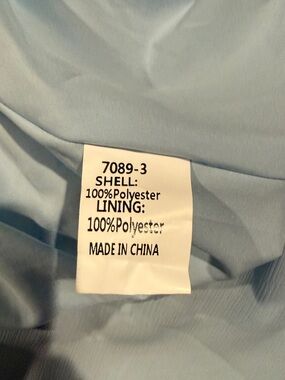 7089-3
SHELL:
100%Polyester
LINING:
100%Polyester
MADE IN CHINA